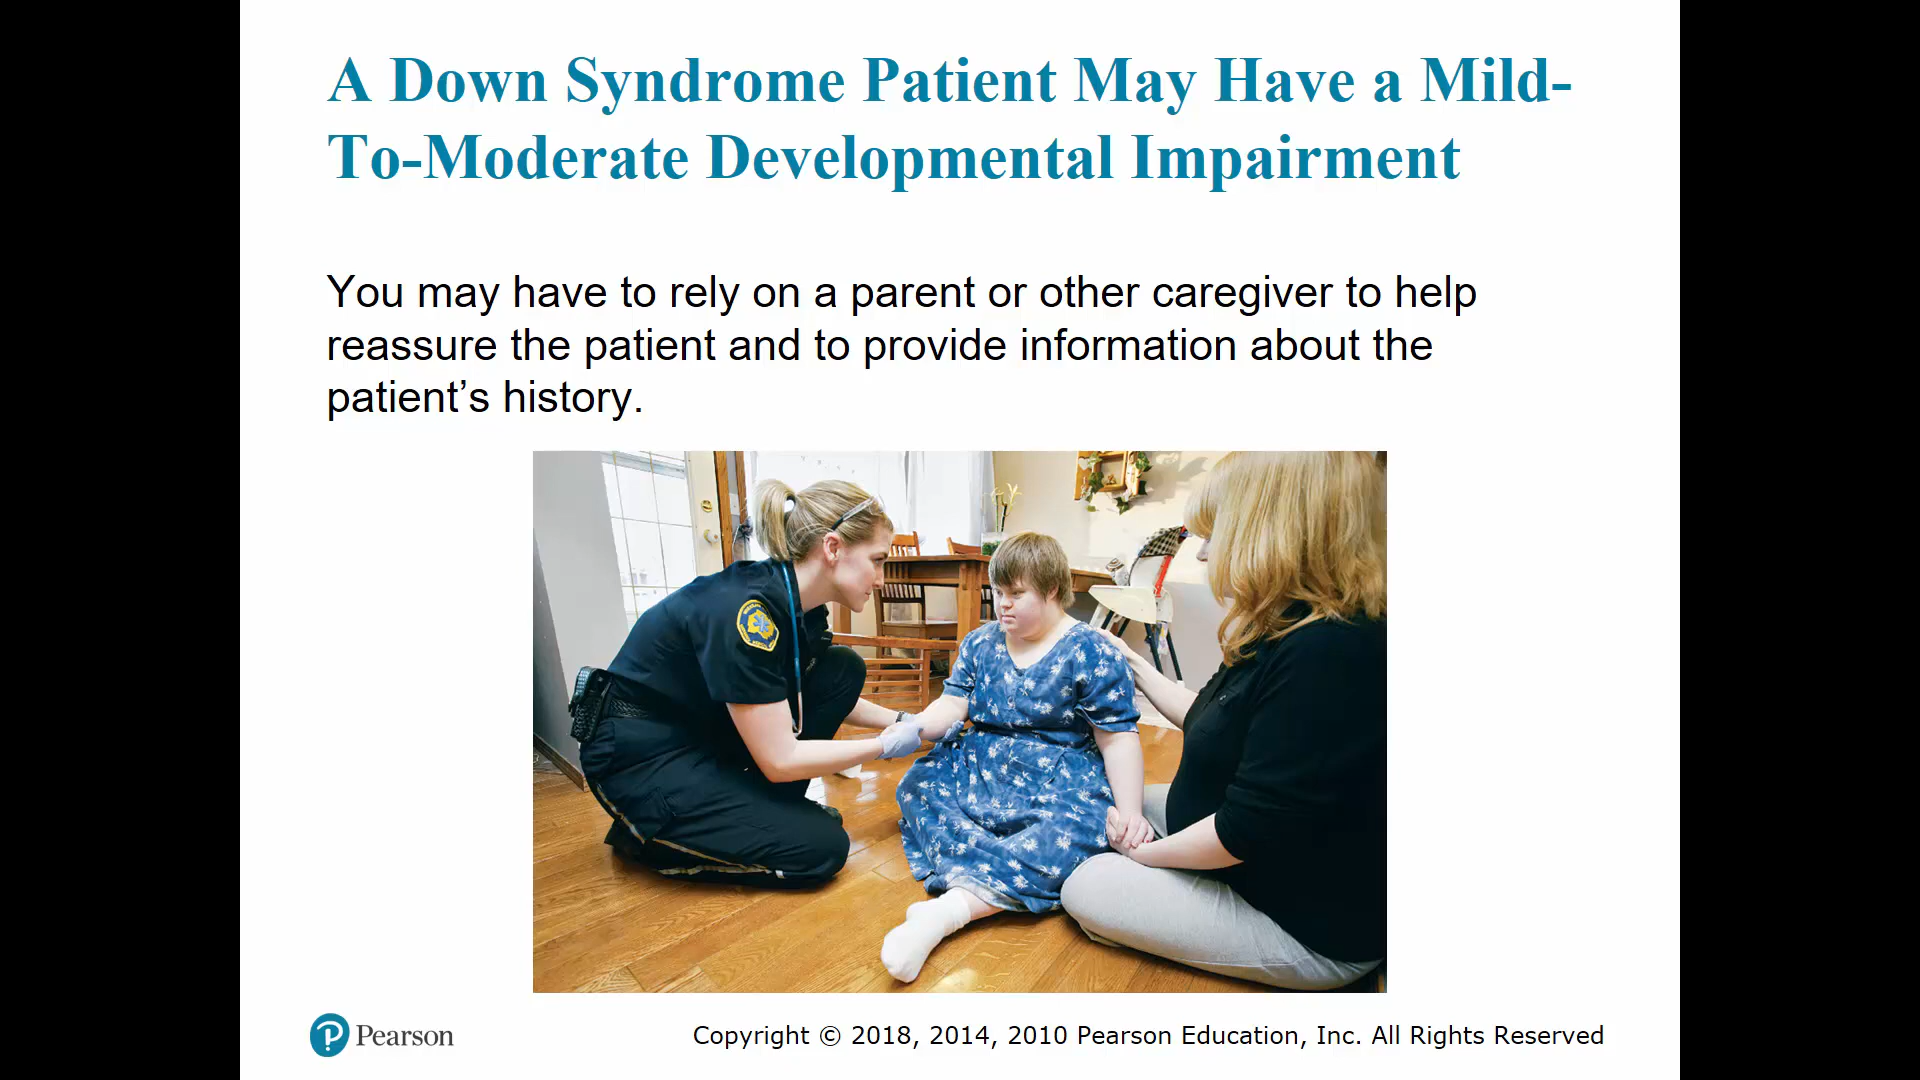 A Down Syndrome Patient May Have a Mild-
To-Moderate Developmental Impairment
You may have to rely on a parent or other caregiver to help
reassure the patient and to provide information about the
patient’s history.
Pearson
Copyright © 2018, 2014, 2010 Pearson Education, Inc. All Rights Reserved